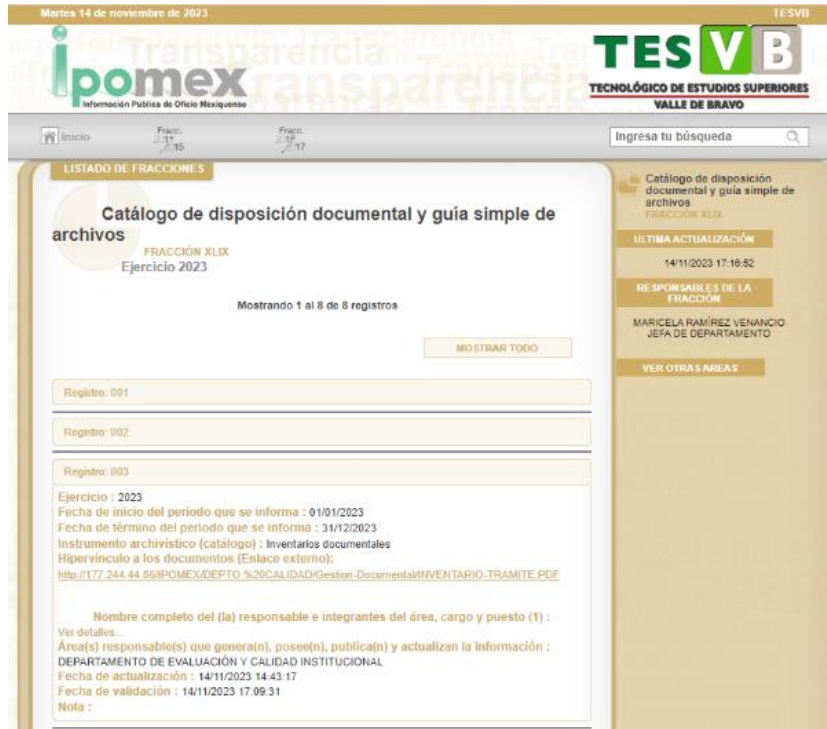 Martes 14 de noviembre de 2023
TESVB
ipomex
Información Pública de Oficio Mexiquense
TES VB
TECNOLÓGICO DE ESTUDIOS SUPERIORES
VALLE DE BRAVO
Inicio
Fracc. 15
Fracc. 17
Ingresa tu búsqueda
LISTADO DE FRACCIONES
Catálogo de disposición documental y guía simple de
archivos
FRACCIÓN XLIX
Ejercicio 2023
Mostrando 1 al 8 de 8 registros
MOSTRAR TODO
Registro: 001
Registro: 002
Registro: 003
Ejercicio : 2023
Fecha de inicio del periodo que se informa : 01/01/2023
Fecha de término del periodo que se informa : 31/12/2023
Instrumento archivístico (catálogo) : Inventarios documentales
Hipervínculo a los documentos (Enlace externo):
http://177.244.44.66/IPOMEX/DEPTO.%20CALIDAD/Gestion-Documental/INVENTARIO-TRAMITE.PDF
Nombre completo del (la) responsable e integrantes del área, cargo y puesto (1) :
Ver detalles...
Área(s) responsable(s) que genera(n), posee(n), publica(n) y actualizan la información :
DEPARTAMENTO DE EVALUACIÓN Y CALIDAD INSTITUCIONAL
Fecha de actualización : 14/11/2023 14:43:17
Fecha de validación : 14/11/2023 17:09:31
Nota :
Catálogo de disposición
documental y guía simple de
archivos
FRACCIÓN XLIX
ULTIMA ACTUALIZACIÓN
14/11/2023 17:16:52
RESPONSABLES DE LA
FRACCIÓN
MARICELA RAMÍREZ VENANCIO
JEFA DE DEPARTAMENTO
VER OTRAS AREAS